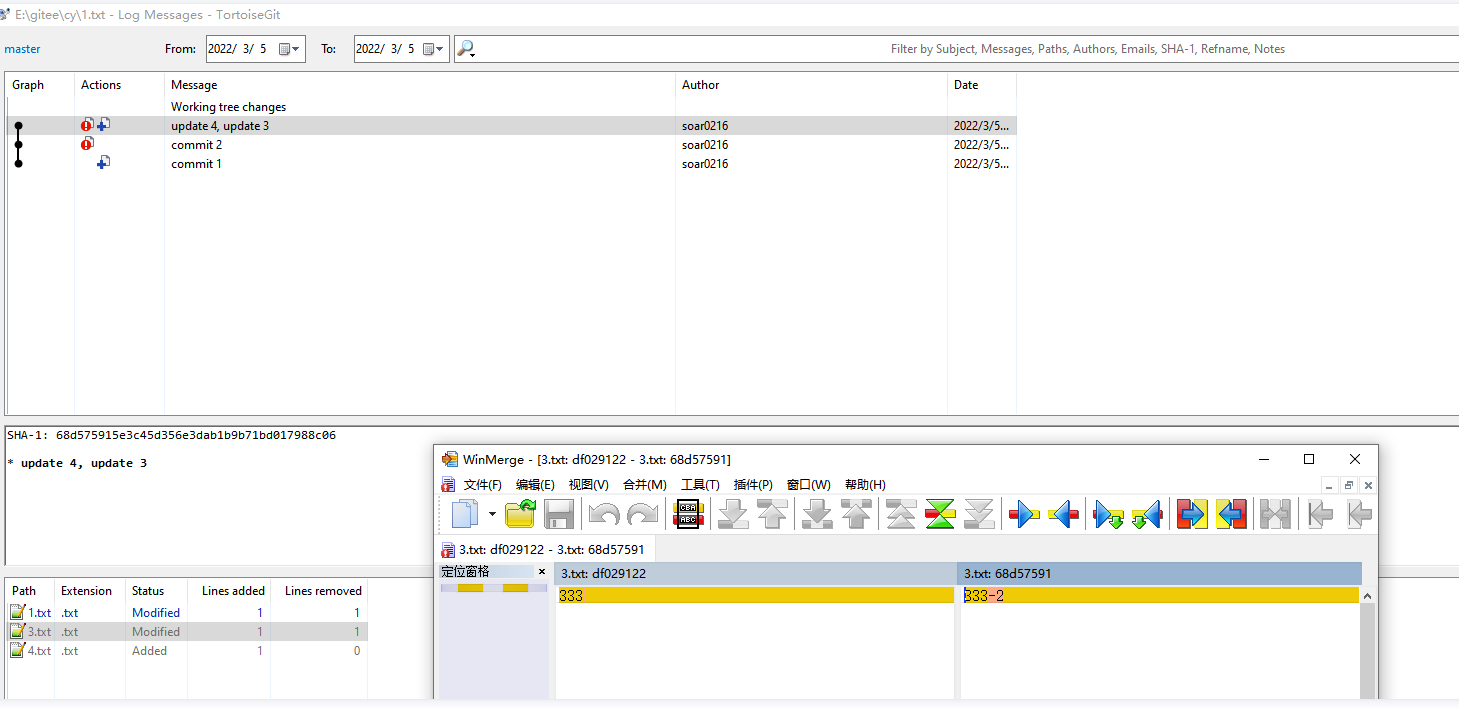 E:\gitee\cy\1.txt - Log Messages - TortoiseGit
master From: 2022/ 3/ 5 To: 2022/ 3/ 5 Filter by Subject, Messages, Paths, Authors, Emails, SHA-1, Refname, Notes
Graph Actions Message Author Date
Working tree changes
update 4, update 3 soar0216 2022/3/5...
commit 2 soar0216 2022/3/5...
commit 1 soar0216 2022/3/5...
SHA-1: 68d575915e3c45d356e3dab1b9b71bd017988c06
* update 4, update 3
WinMerge - [3.txt: df029122 - 3.txt: 68d57591]
文件(F) 编辑(E) 视图(V) 合并(M) 工具(T) 插件(P) 窗口(W) 帮助(H)
CBA
ABC
3.txt: df029122 - 3.txt: 68d57591
定位窗格 3.txt: df029122 3.txt: 68d57591
333 333-2
Path Extension Status Lines added Lines removed
1.txt .txt Modified 1 1
3.txt .txt Modified 1 1
4.txt .txt Added 1 0